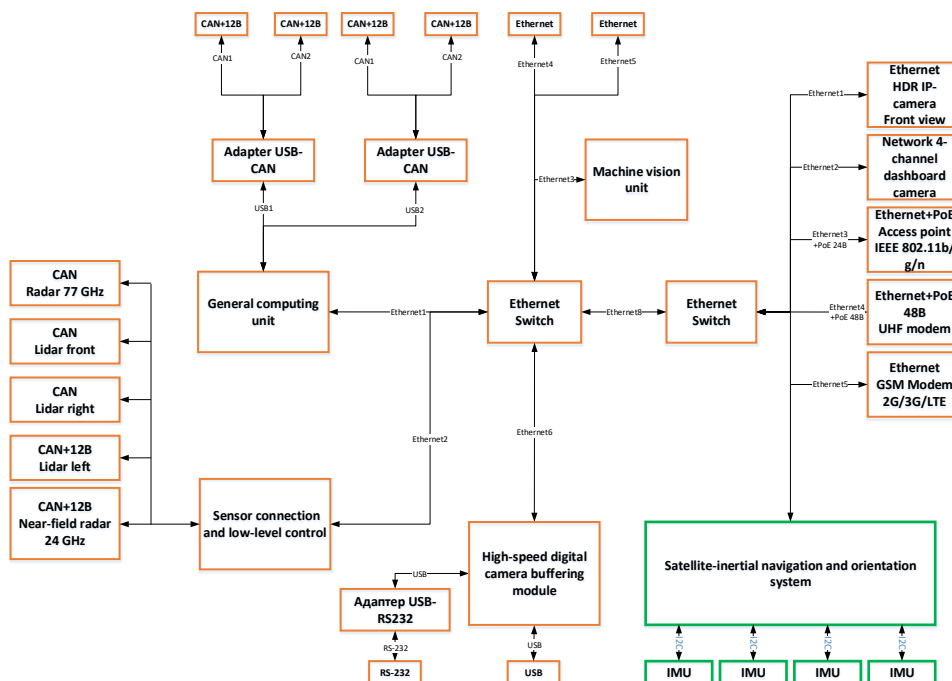 CAN+12B
CAN+12B
CAN+12B
CAN+12B
Ethernet
Ethernet
CAN1
CAN2
CAN1
CAN2
Ethernet4
Ethernet5
Ethernet1
Ethernet
HDR IP-
camera
Front view
Adapter USB-
CAN
Adapter USB-
CAN
Ethernet3
Machine vision
unit
Ethernet2
Network 4-
channel
dashboard
camera
USB1
USB2
Ethernet3
+PoE 24B
Ethernet+PoE
Access point
IEEE 802.11b/
g/n
CAN
Radar 77 GHz
General computing
unit
Ethernet1
Ethernet
Switch
Ethernet8
Ethernet
Switch
Ethernet4
+PoE 48B
Ethernet+PoE
48B
UHF modem
CAN
Lidar front
CAN
Lidar right
Ethernet5
Ethernet
GSM Modem
2G/3G/LTE
Ethernet2
Ethernet6
CAN+12B
Lidar left
CAN+12B
Near-field radar
24 GHz
Sensor connection
and low-level control
High-speed digital
camera buffering
module
Satellite-inertial navigation and orientation
system
USB
Адаптер USB-
RS232
RS-232
USB
I2C
I2C
I2C
I2C
RS-232
USB
IMU
IMU
IMU
IMU